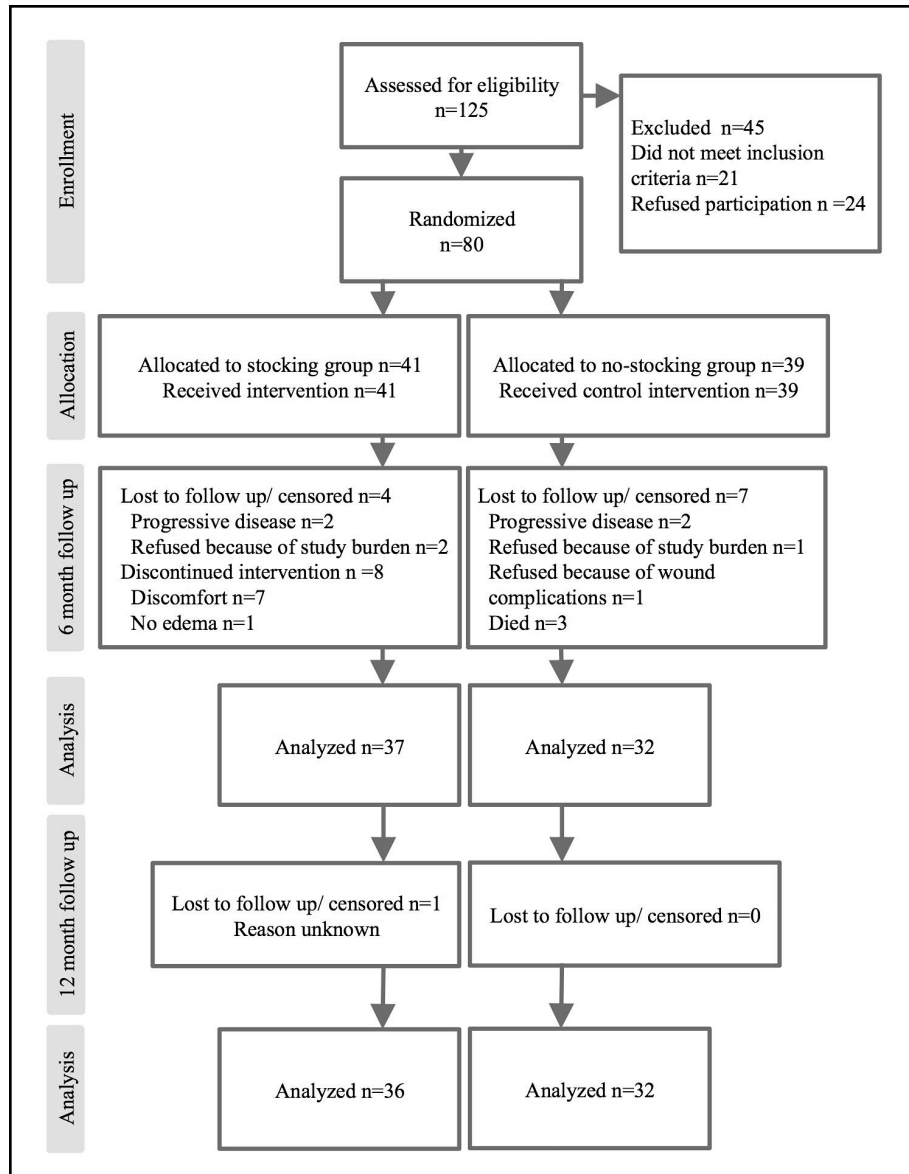 Enrollment
Assessed for eligibility
n=125
Excluded  n=45
Did not meet inclusion
criteria n=21
Refused participation n =24
Randomized
n=80
Allocation
Allocated to stocking group n=41
Received intervention n=41
Allocated to no-stocking group n=39
Received control intervention n=39
6 month follow up
Lost to follow up/ censored n=4
Progressive disease n=2
Refused because of study burden n=2
Discontinued intervention n =8
Discomfort n=7
No edema n=1
Lost to follow up/ censored n=7
Progressive disease n=2
Refused because of study burden n=1
Refused because of wound
complications n=1
Died n=3
Analysis
Analyzed n=37
Analyzed n=32
12 month follow up
Lost to follow up/ censored n=1
Reason unknown
Lost to follow up/ censored n=0
Analysis
Analyzed n=36
Analyzed n=32